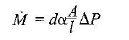 Ṁ = dα A/l ΔP